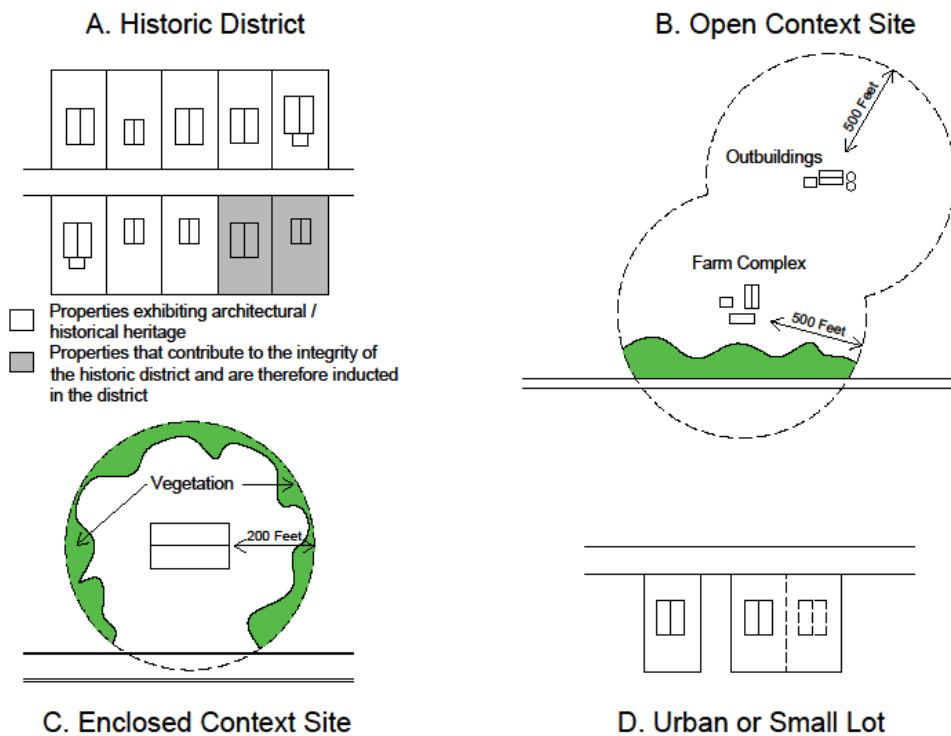 A. Historic District
Properties exhibiting architectural /
historical heritage
Properties that contribute to the integrity of
the historic district and are therefore inducted
in the district
B. Open Context Site
500 Feet
Outbuildings
Farm Complex
500 Feet
Vegetation
200 Feet
C. Enclosed Context Site
D. Urban or Small Lot